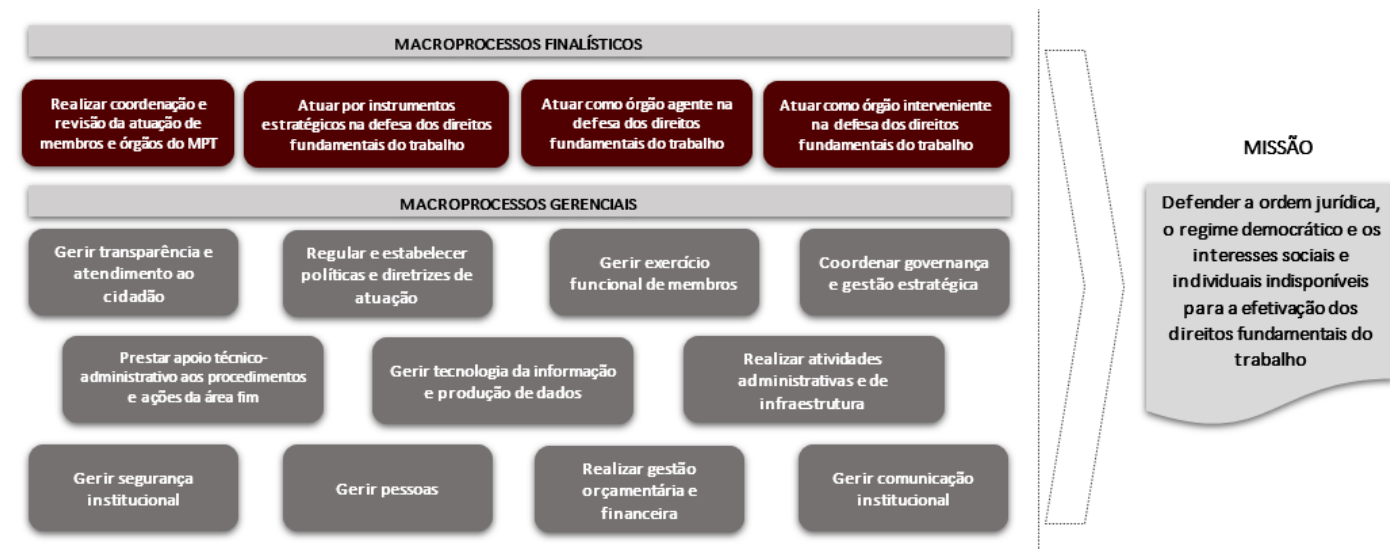 MACROPROCESSOS FINALÍSTICOS
Realizar coordenação e
revisão da atuação de
membros e órgãos do MPT
Atuar por instrumentos
estratégicos na defesa dos direitos
fundamentais do trabalho
Atuar como órgão agente na
defesa dos direitos
fundamentais do trabalho
Atuar como órgão interveniente
na defesa dos direitos
fundamentais do trabalho
MACROPROCESSOS GERENCIAIS
Gerir transparência e
atendimento ao
cidadão
Regular e estabelecer
políticas e diretrizes de
atuação
Gerir exercício
funcional de membros
Coordenar governança
e gestão estratégica
Prestar apoio técnico-
administrativo aos procedimentos
e ações da área fim
Gerir tecnologia da informação
e produção de dados
Realizar atividades
administrativas e de
infraestrutura
Gerir segurança
institucional
Gerir pessoas
Realizar gestão
orçamentária e
financeira
Gerir comunicação
institucional
MISSÃO
Defender a ordem jurídica,
o regime democrático e os
interesses sociais e
individuais indisponíveis
para a efetivação dos
direitos fundamentais do
trabalho